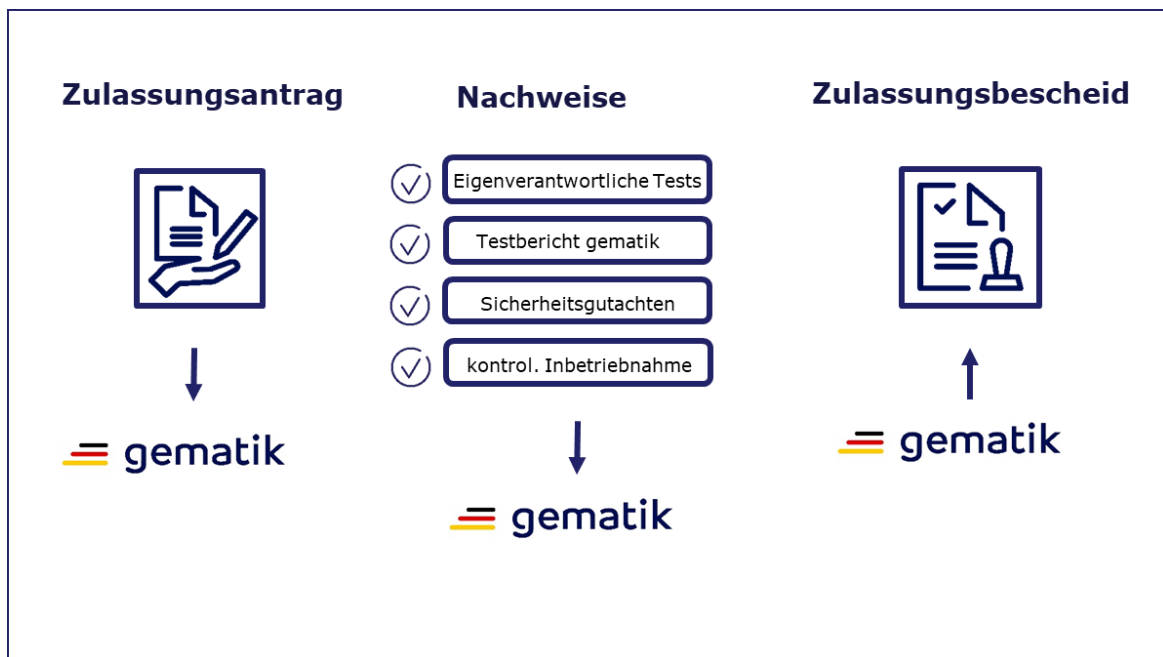 Zulassungsantrag
gematik
Nachweise
Eigenverantwortliche Tests
Testbericht gematik
Sicherheitsgutachten
kontrol. Inbetriebnahme
gematik
Zulassungsbescheid
gematik